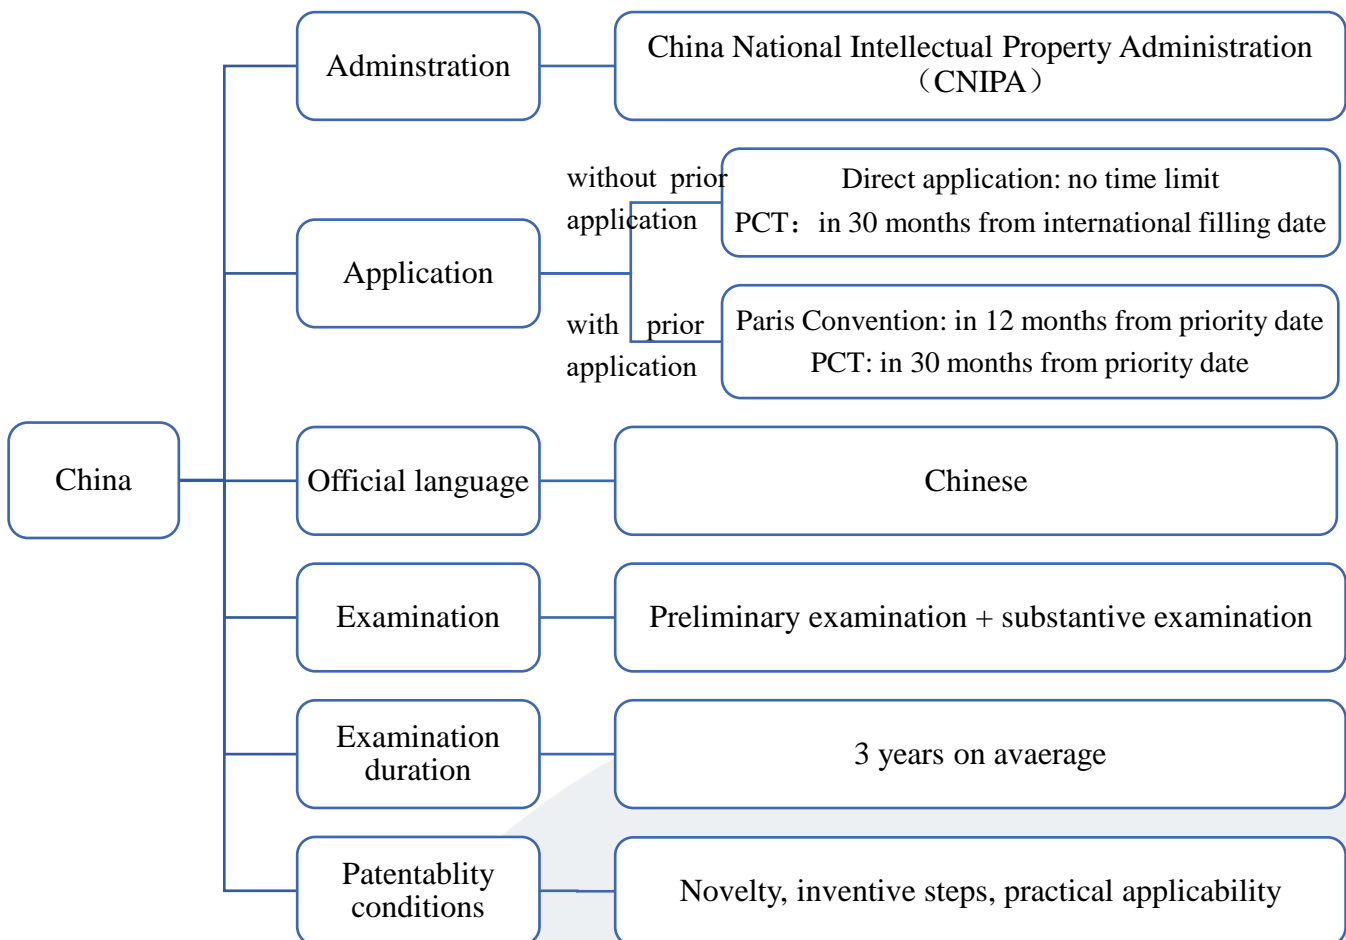 Adminstration
China National Intellectual Property Administration
（CNIPA）
without prior
application
Direct application: no time limit
PCT：in 30 months from international filling date
Application
with prior
application
Paris Convention: in 12 months from priority date
PCT: in 30 months from priority date
China
Official language
Chinese
Examination
Preliminary examination + substantive examination
Examination
duration
3 years on avaerage
Patentablity
conditions
Novelty, inventive steps, practical applicability